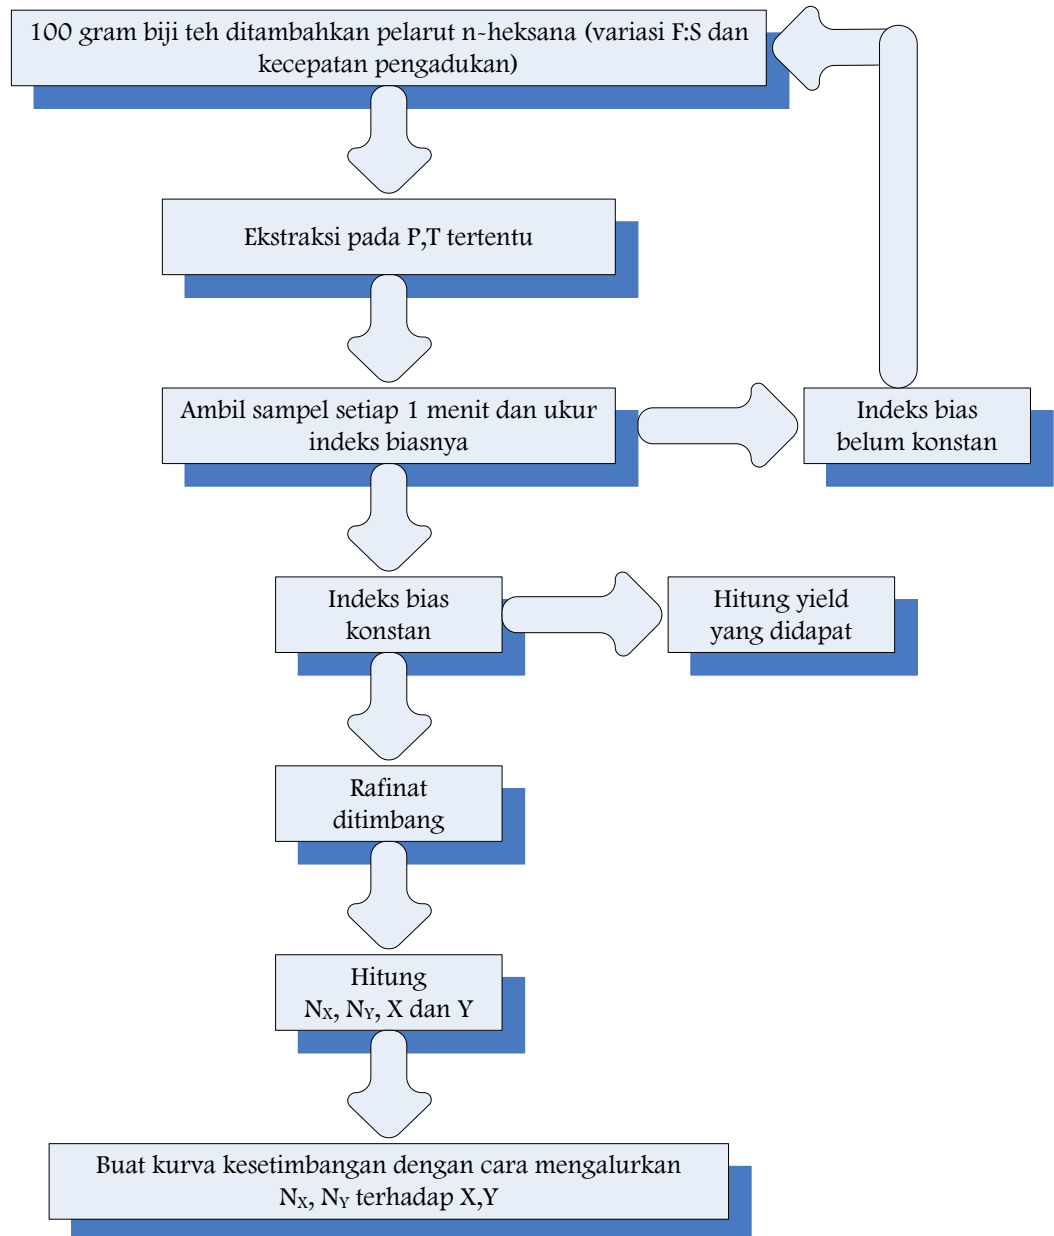 100 gram biji teh ditambahkan pelarut n-heksana (variasi F:S dan
kecepatan pengadukan)
Ekstraksi pada P,T tertentu
Ambil sampel setiap 1 menit dan ukur
indeks biasnya
Indeks bias
belum konstan
Indeks bias
konstan
Hitung yield
yang didapat
Rafinat
ditimbang
Hitung
NX, NY, X dan Y
Buat kurva kesetimbangan dengan cara mengalurkan
NX, NY terhadap X,Y